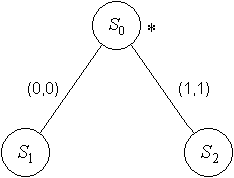 S₀ *
(0,0) (1,1)
S₁ S₂